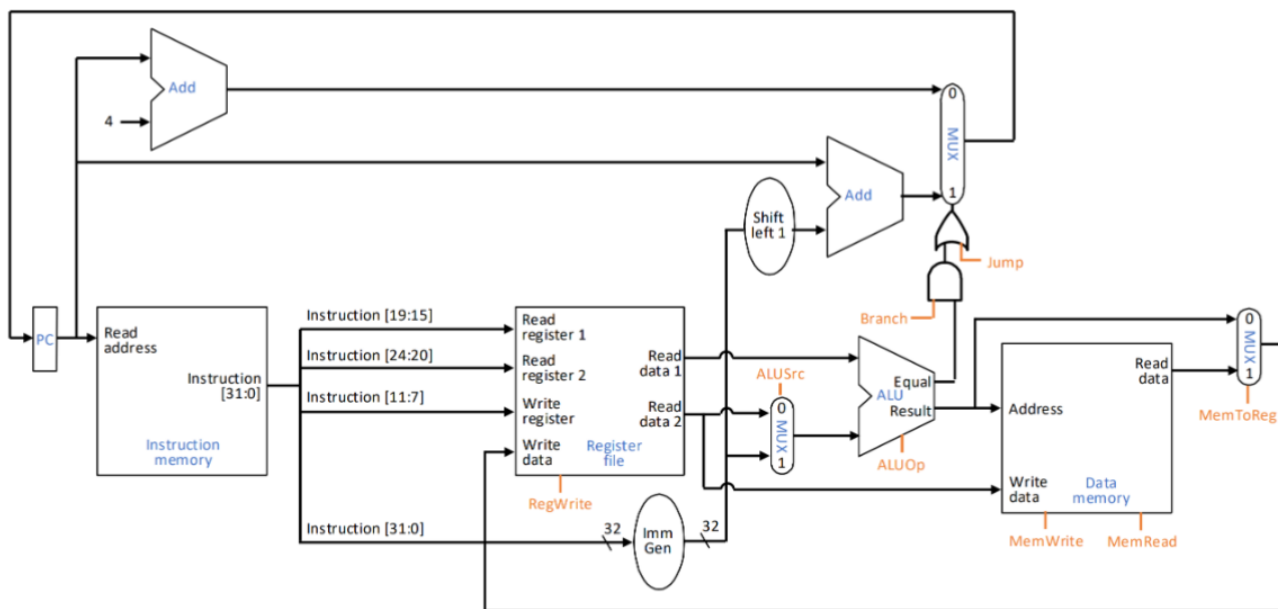 Add
4
0
MUX
1
Add
Shift
left 1
Jump
Branch
PC
Read
address
Instruction
[31:0]
Instruction
memory
Instruction [19:15]
Instruction [24:20]
Instruction [11:7]
Instruction [31:0]
Read
register 1
Read
register 2
Write
register
Write
data
Read
data 1
Read
data 2
Register
file
RegWrite
32
Imm
Gen
32
ALUSrc
0
MUX
1
Equal
ALU
Result
ALUOp
Address
Read
data
Write
data
Data
memory
MemWrite
MemRead
0
MUX
1
MemToReg